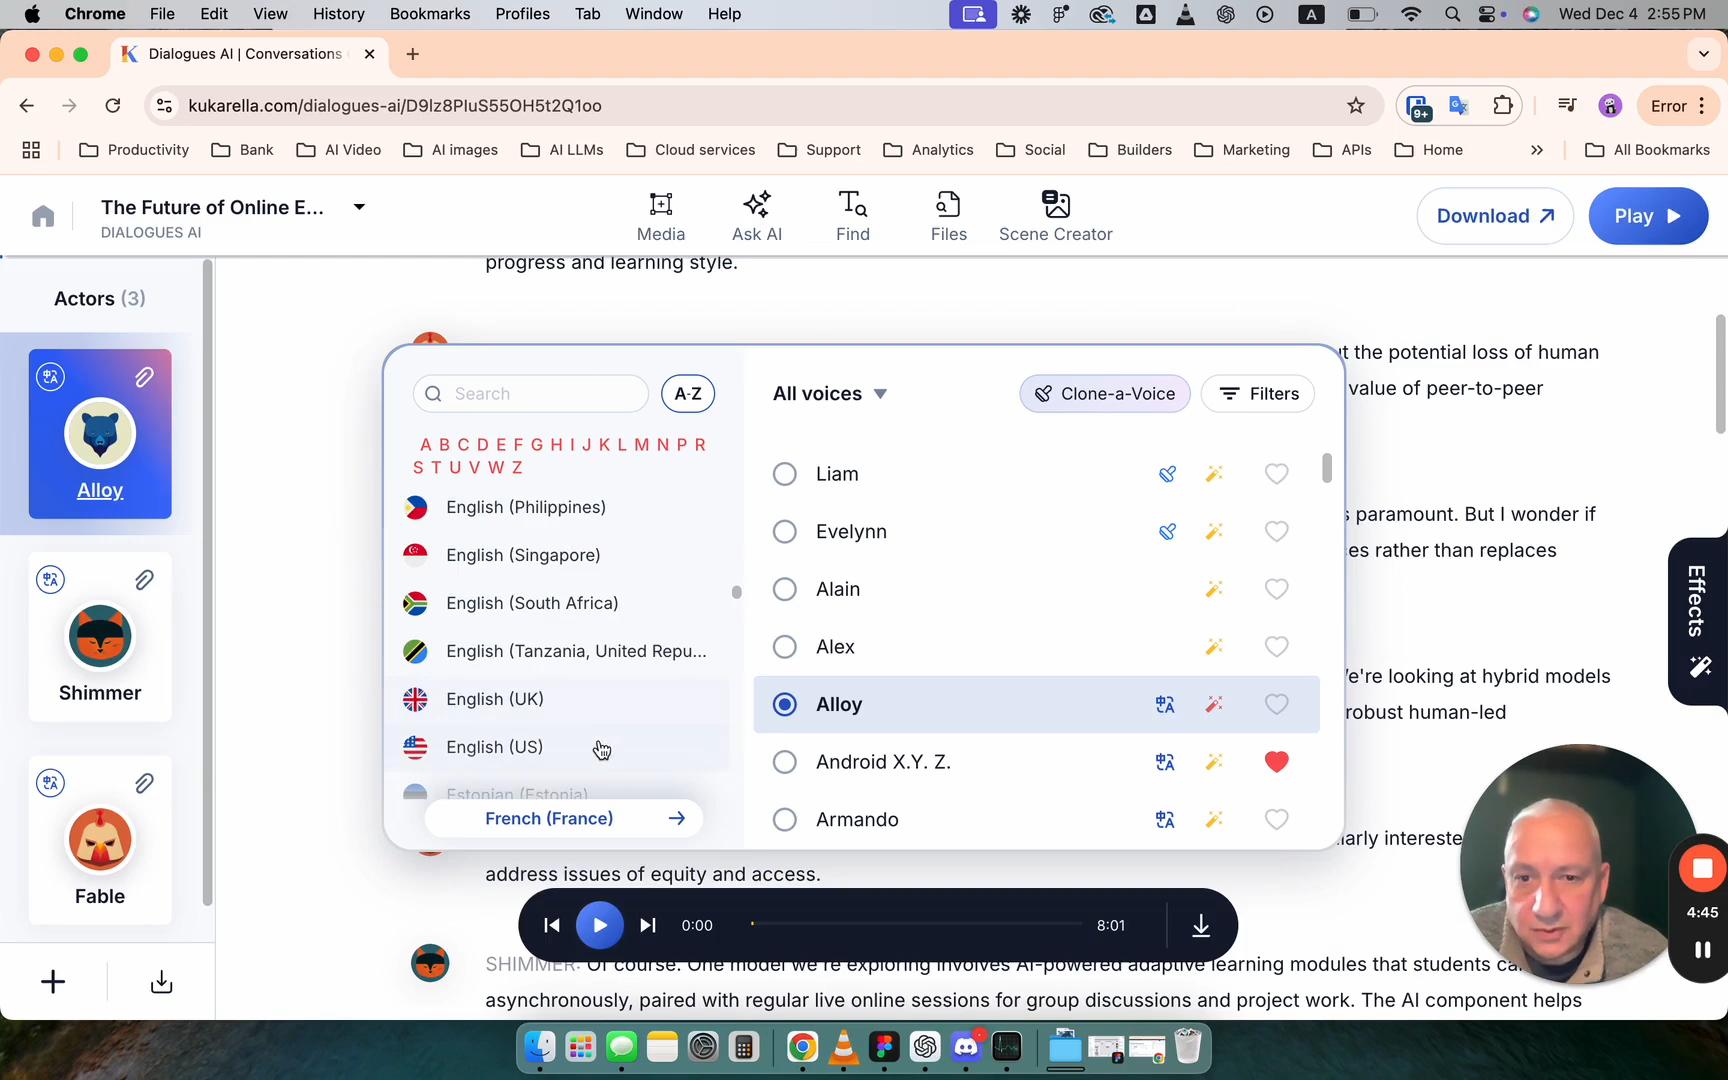 Chrome File Edit View History Bookmarks Profiles Tab Window Help A Wed Dec 4 2:55 PM
Dialogues AI | Conversations
kukarella.com/dialogues-ai/D9lz8PIuS55OH5t2Q1oo 9+ Error
Productivity Bank AI Video AI images AI LLMs Cloud services Support Analytics Social Builders Marketing APIs Home All Bookmarks
The Future of Online E...
DIALOGUES AI
Media Ask AI Find Files Scene Creator
Download Play
progress and learning style.
Actors (3)
Alloy
Shimmer
Fable
t the potential loss of human
value of peer-to-peer
Search A-Z
A B C D E F G H I J K L M N P R
S T U V W Z
English (Philippines)
English (Singapore)
English (South Africa)
English (Tanzania, United Repu...
English (UK)
English (US)
Estonian (Estonia)
French (France)
All voices Clone-a-Voice Filters
Liam
Evelynn
Alain
Alex
Alloy
Android X.Y. Z.
Armando
s paramount. But I wonder if
es rather than replaces
Effects
e're looking at hybrid models
robust human-led
larly intereste
address issues of equity and access.
0:00 8:01
4:45
SHIMMER: Of course. One model we're exploring involves AI-powered adaptive learning modules that students ca
asynchronously, paired with regular live online sessions for group discussions and project work. The AI component helps